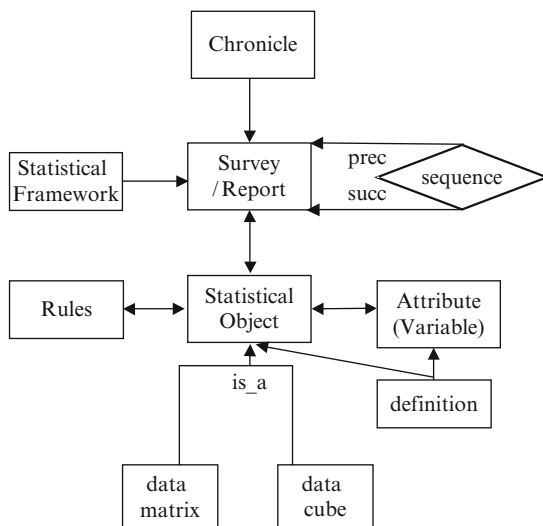 Chronicle
Statistical
Framework
Survey
/ Report
prec
succ
sequence
Rules
Statistical
Object
Attribute
(Variable)
is_a
definition
data
matrix
data
cube